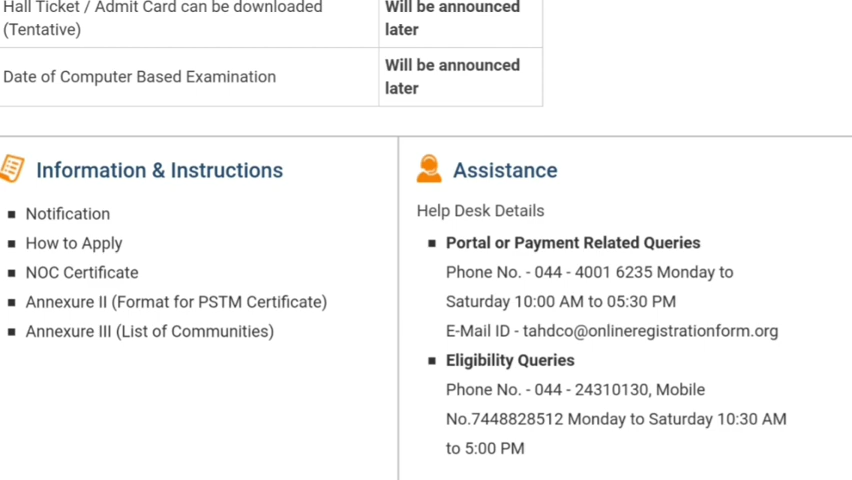 Hall Ticket / Admit Card can be downloaded
(Tentative)
Will be announced
later
Date of Computer Based Examination
Will be announced
later
Information & Instructions
■ Notification
■ How to Apply
■ NOC Certificate
■ Annexure II (Format for PSTM Certificate)
■ Annexure III (List of Communities)
Assistance
Help Desk Details
■ Portal or Payment Related Queries
Phone No. - 044 - 4001 6235 Monday to
Saturday 10:00 AM to 05:30 PM
E-Mail ID - tahdco@onlineregistrationform.org
■ Eligibility Queries
Phone No. - 044 - 24310130, Mobile
No.7448828512 Monday to Saturday 10:30 AM
to 5:00 PM